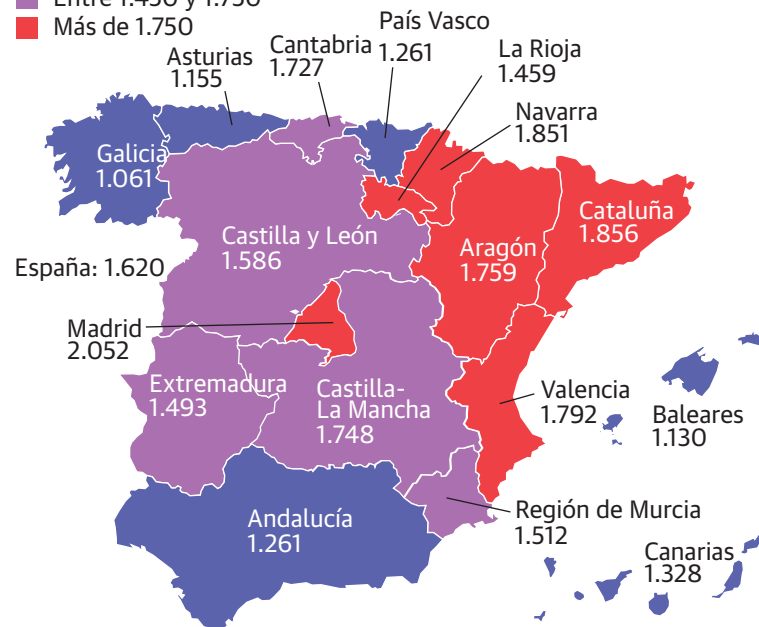 Más de 1.750
País Vasco
1.261
Cantabria
1.727
Asturias
1.155
La Rioja
1.459
Navarra
1.851
Galicia
1.061
Castilla y León
1.586
Aragón
1.759
Cataluña
1.856
España: 1.620
Madrid
2.052
Extremadura
1.493
Castilla-
La Mancha
1.748
Valencia
1.792
Baleares
1.130
Andalucía
1.261
Región de Murcia
1.512
Canarias
1.328